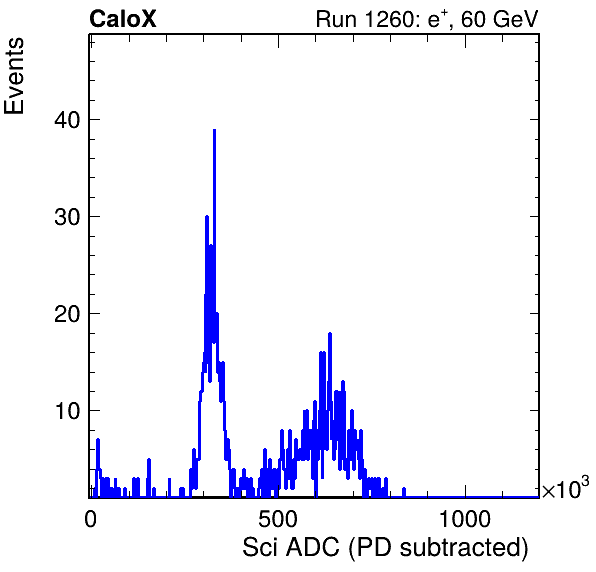 CaloX Run 1260: e⁺, 60 GeV
Events
40
30
20
10
0 500 1000 ×10³
Sci ADC (PD subtracted)